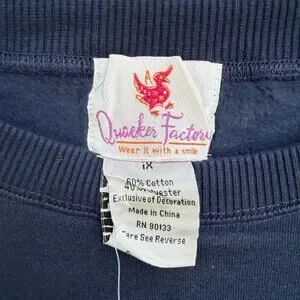 Quacker Factory
Wear it with a smile
1X
60% Cotton
40% Polyester
Exclusive of Decoration
Made in China
RN 90133
Care See Reverse